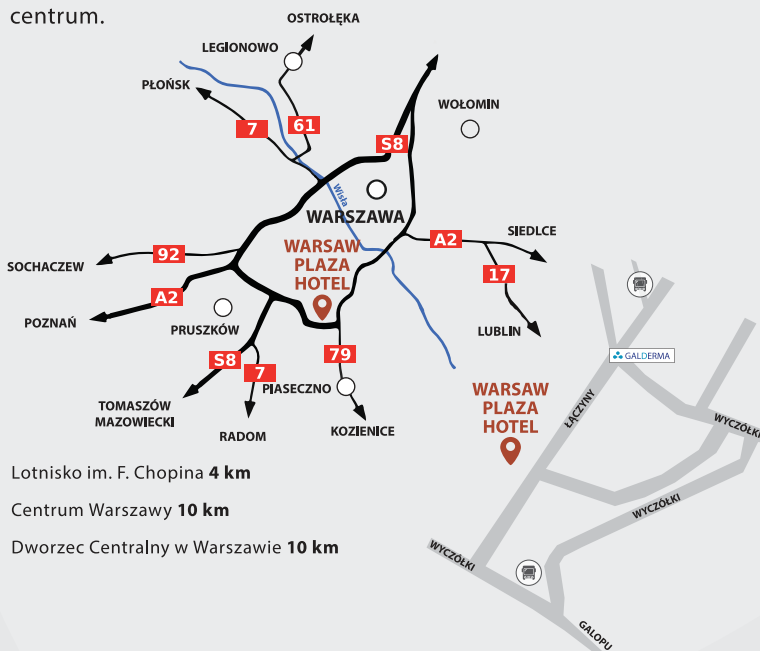 centrum.
OSTROŁĘKA
LEGIONOWO
PŁOŃSK
WOŁOMIN
7
61
S8
Wisła
WARSZAWA
SIEDLCE
A2
92
WARSAW
PLAZA
HOTEL
SOCHACZEW
17
A2
POZNAŃ
PRUSZKÓW
LUBLIN
79
S8
7
PIASECZNO
GALDERMA
TOMASZÓW
MAZOWIECKI
RADOM
KOZIENICE
WARSAW
PLAZA
HOTEL
ŁĄCZYNY
WYCZÓŁKI
Lotnisko im. F. Chopina 4 km
Centrum Warszawy 10 km
WYCZÓŁKI
Dworzec Centralny w Warszawie 10 km
WYCZÓŁKI
GALOPU